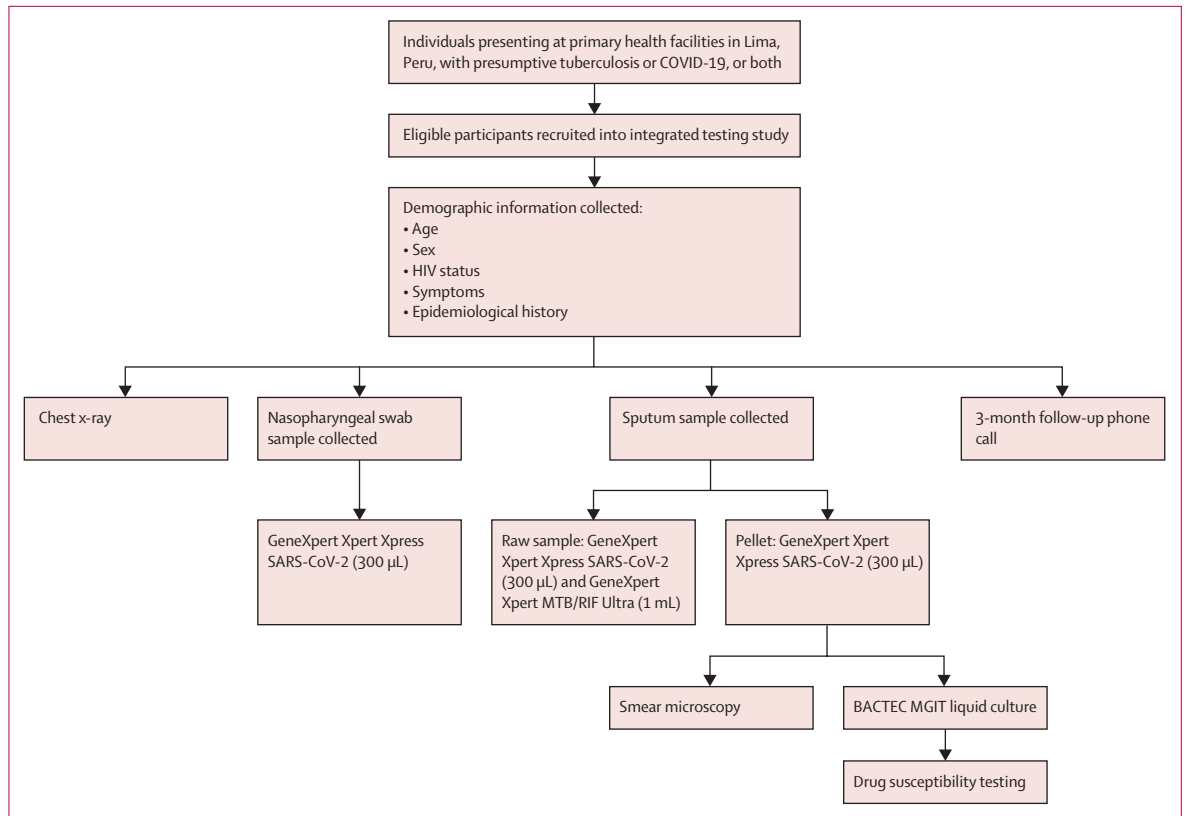 Individuals presenting at primary health facilities in Lima,
Peru, with presumptive tuberculosis or COVID-19, or both
Eligible participants recruited into integrated testing study
Demographic information collected:
• Age
• Sex
• HIV status
• Symptoms
• Epidemiological history
Chest x-ray
Nasopharyngeal swab
sample collected
Sputum sample collected
3-month follow-up phone
call
GeneXpert Xpert Xpress
SARS-CoV-2 (300 µL)
Raw sample: GeneXpert
Xpert Xpress SARS-CoV-2
(300 µL) and GeneXpert
Xpert MTB/RIF Ultra (1 mL)
Pellet: GeneXpert Xpert
Xpress SARS-CoV-2 (300 µL)
Smear microscopy
BACTEC MGIT liquid culture
Drug susceptibility testing